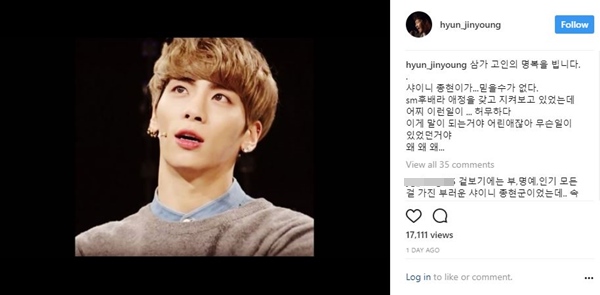 hyun_jinyoung
Follow
hyun_jinyoung 삼가 고인의 명복을 빕니다.
.
샤이니 종현이가...믿을수가 없다.
sm후배라 애정을 갖고 지켜보고 있었는데
어찌 이런일이 ... 허무하다
이게 말이 되는거야 어린애잖아 무슨일이
있었던거야
왜 왜 왜...
View all 35 comments
겉보기에는 부,명예,인기 모든
걸 가진 부러운 샤이니 종현군이었는데.. 속
17,111 views
1 DAY AGO
Log in to like or comment.